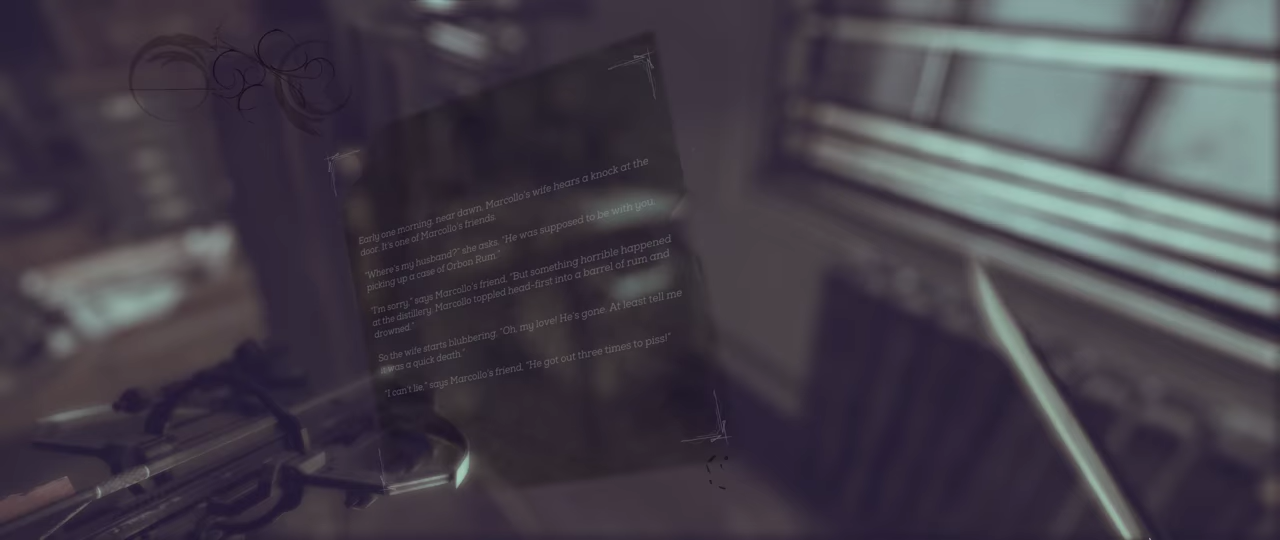 Early one morning, near dawn, Marcollo's wife hears a knock at the
door. It's one of Marcollo's friends.
"Where's my husband?" she asks. "He was supposed to be with you,
picking up a case of Orbon Rum."
"I'm sorry," says Marcollo's friend, "But something horrible happened
at the distillery. Marcollo toppled head-first into a barrel of rum and
drowned."
So the wife starts blubbering. "Oh, my love! He's gone. At least tell me
it was a quick death."
"I can't lie," says Marcollo's friend, "He got out three times to piss!"